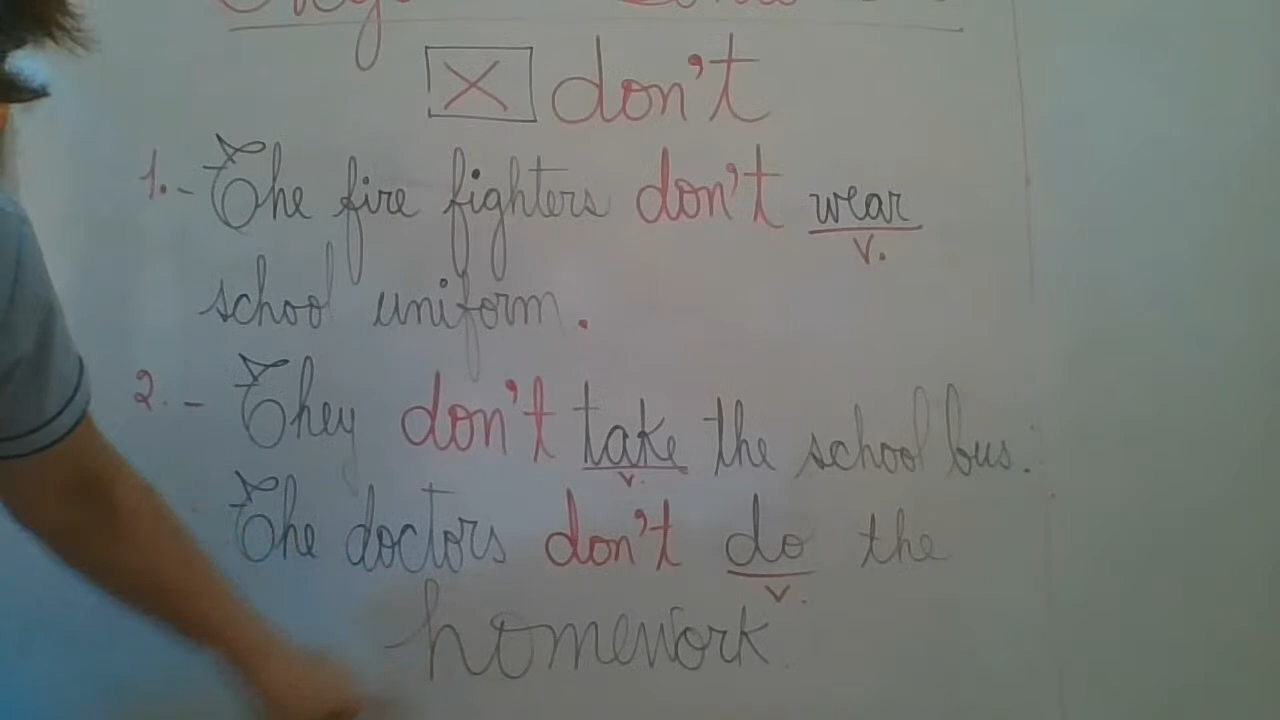 X don't
1.- The fire fighters don't wear
v.
school uniform.
2.- They don't take the school bus.
v.
The doctors don't do the
v.
homework.